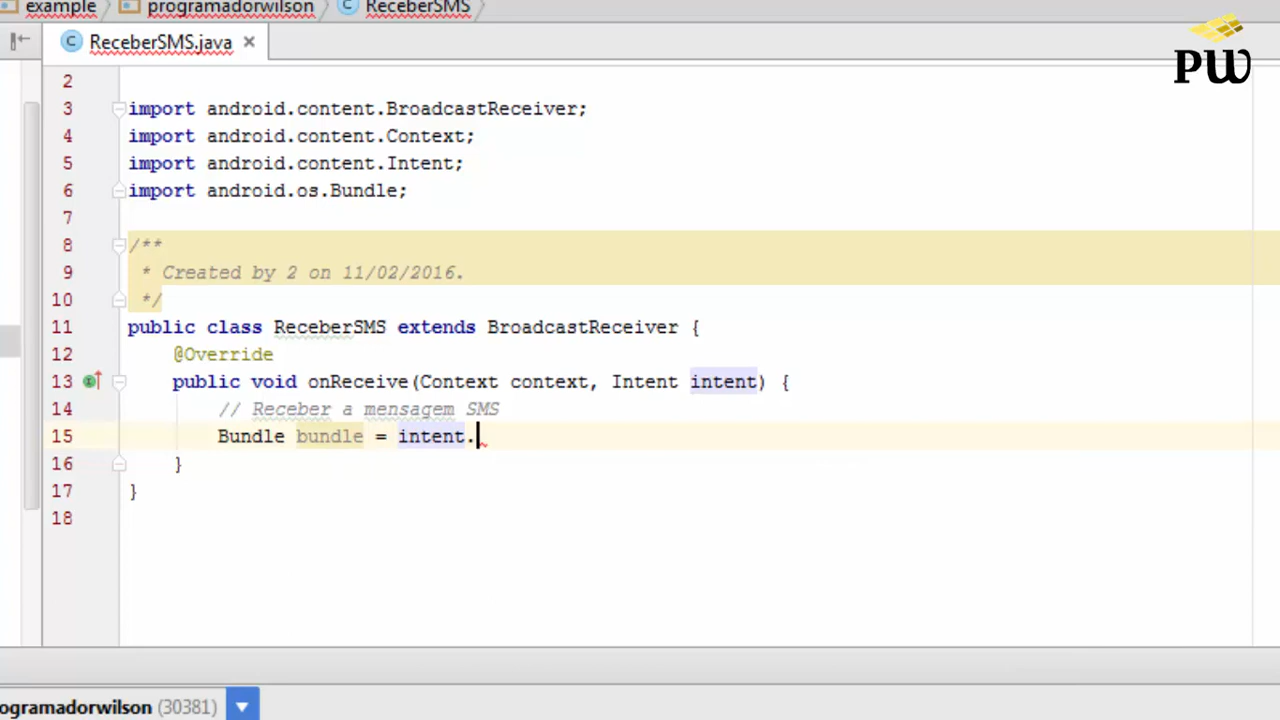 example programadorwilson ReceberSMS
ReceberSMS.java
PW
2
3 import android.content.BroadcastReceiver;
4 import android.content.Context;
5 import android.content.Intent;
6 import android.os.Bundle;
7
8 /**
9 * Created by 2 on 11/02/2016.
10 */
11 public class ReceberSMS extends BroadcastReceiver {
12 @Override
13 public void onReceive(Context context, Intent intent) {
14 // Receber a mensagem SMS
15 Bundle bundle = intent.
16 }
17 }
18
ogramadorwilson (30381)